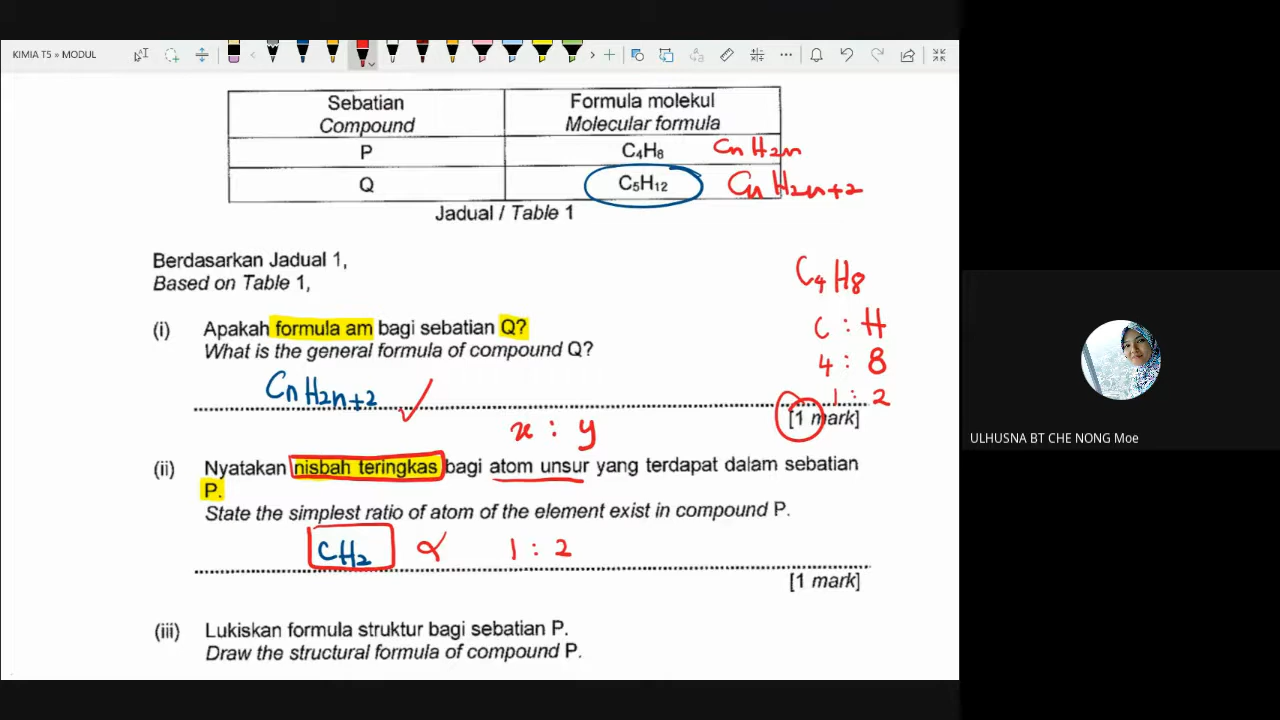 KIMIA T5 » MODUL
Sebatian
Compound
Formula molekul
Molecular formula
P
C₄H₈
CnH2n
Q
C₅H₁₂
CnH2n+2
Jadual / Table 1
Berdasarkan Jadual 1,
Based on Table 1,
C₄H₈
C : H
4 : 8
1 : 2
(i) Apakah formula am bagi sebatian Q?
What is the general formula of compound Q?
CnH2n+2 ✓
[1 mark]
x : y
(ii) Nyatakan nisbah teringkas bagi atom unsur yang terdapat dalam sebatian
P.
State the simplest ratio of atom of the element exist in compound P.
CH₂ 1 : 2
[1 mark]
(iii) Lukiskan formula struktur bagi sebatian P.
Draw the structural formula of compound P.
ULHUSNA BT CHE NONG Moe